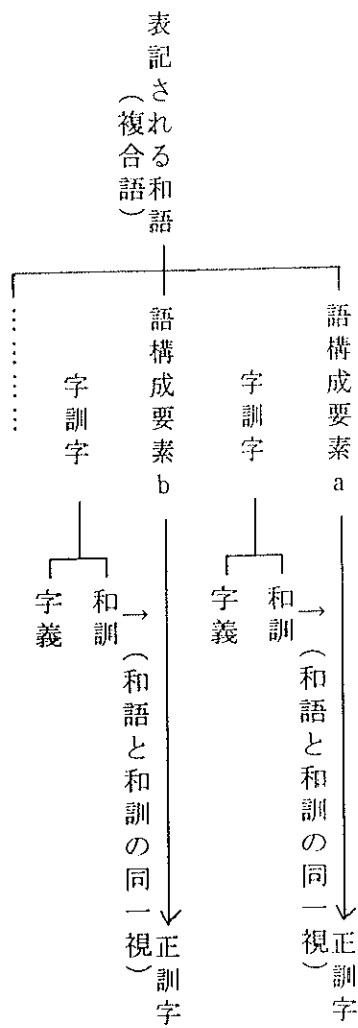 表記される和語
（複合語）
語構成要素a
正訓字
字訓字
和訓
→（和語と和訓の同一視）
字義
語構成要素b
正訓字
字訓字
和訓
→（和語と和訓の同一視）
字義
………